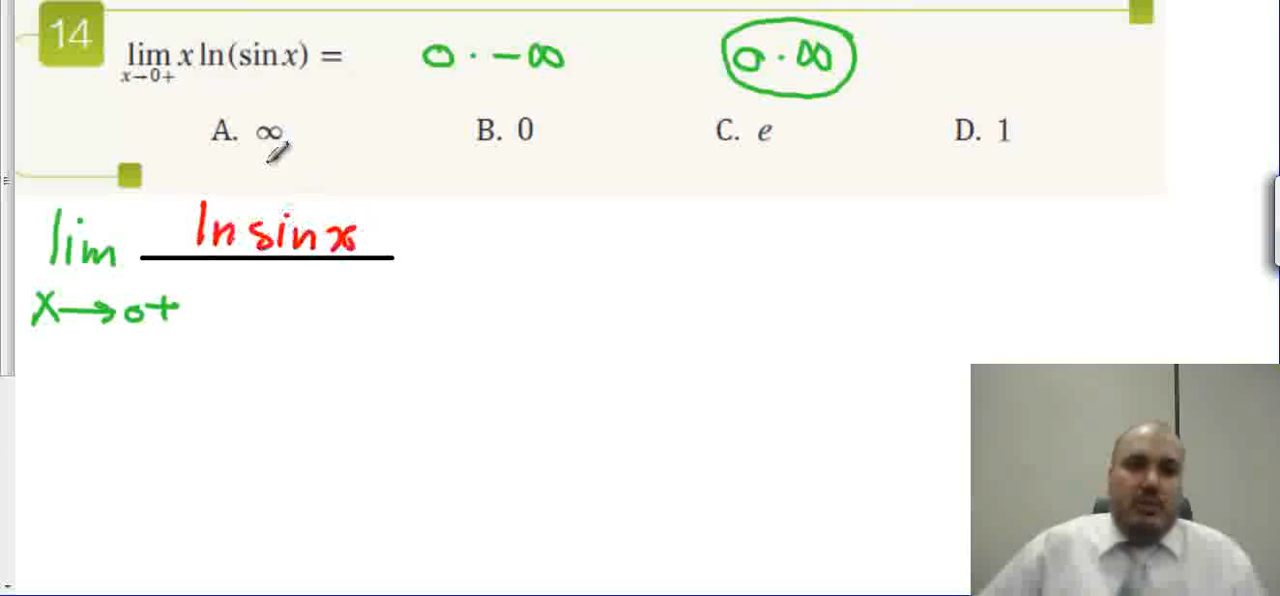 14
lim x ln(sin x) = 0 · -∞ 0 · ∞
x→0+
A. ∞ B. 0 C. e D. 1
lim ln sin x
x→0+